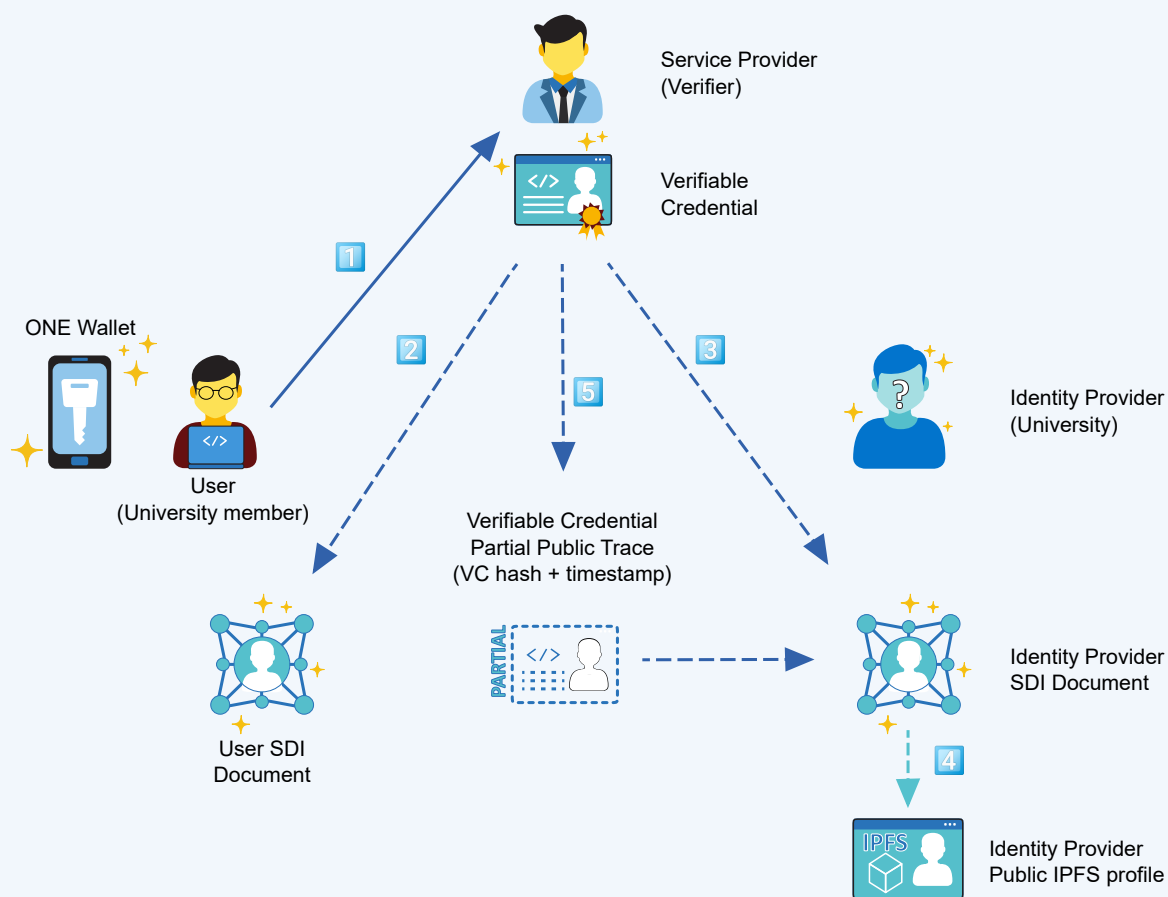 Service Provider
(Verifier)
</>
Verifiable
Credential
1
ONE Wallet
2
3
5
</>
?
Identity Provider
(University)
User
(University member)
Verifiable Credential
Partial Public Trace
(VC hash + timestamp)
PARTIAL
</>
Identity Provider
SDI Document
User SDI
Document
4
IPFS
Identity Provider
Public IPFS profile